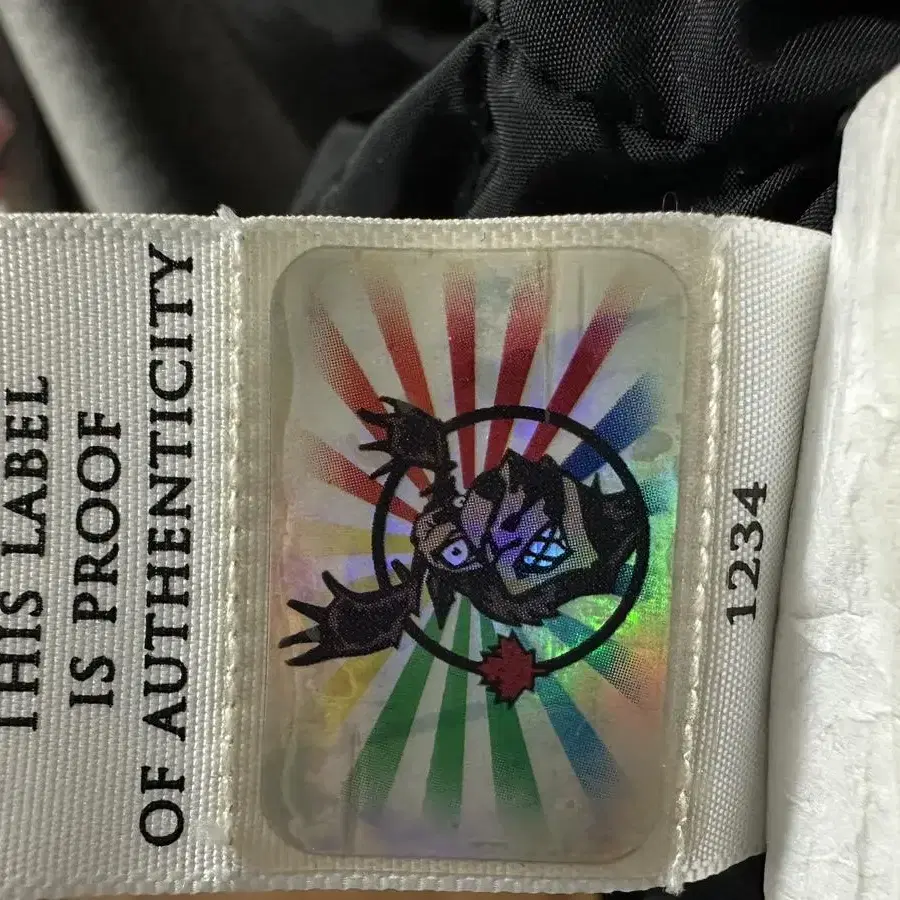 THIS LABEL
IS PROOF
OF AUTHENTICITY
1234